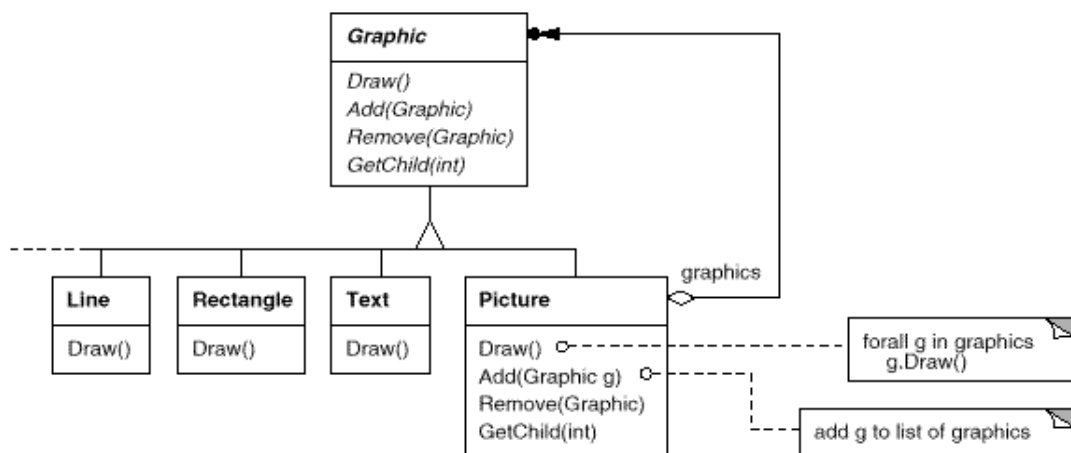 Graphic
Draw()
Add(Graphic)
Remove(Graphic)
GetChild(int)
graphics
Line
Draw()
Rectangle
Draw()
Text
Draw()
Picture
Draw()
Add(Graphic g)
Remove(Graphic)
GetChild(int)
forall g in graphics
g.Draw()
add g to list of graphics